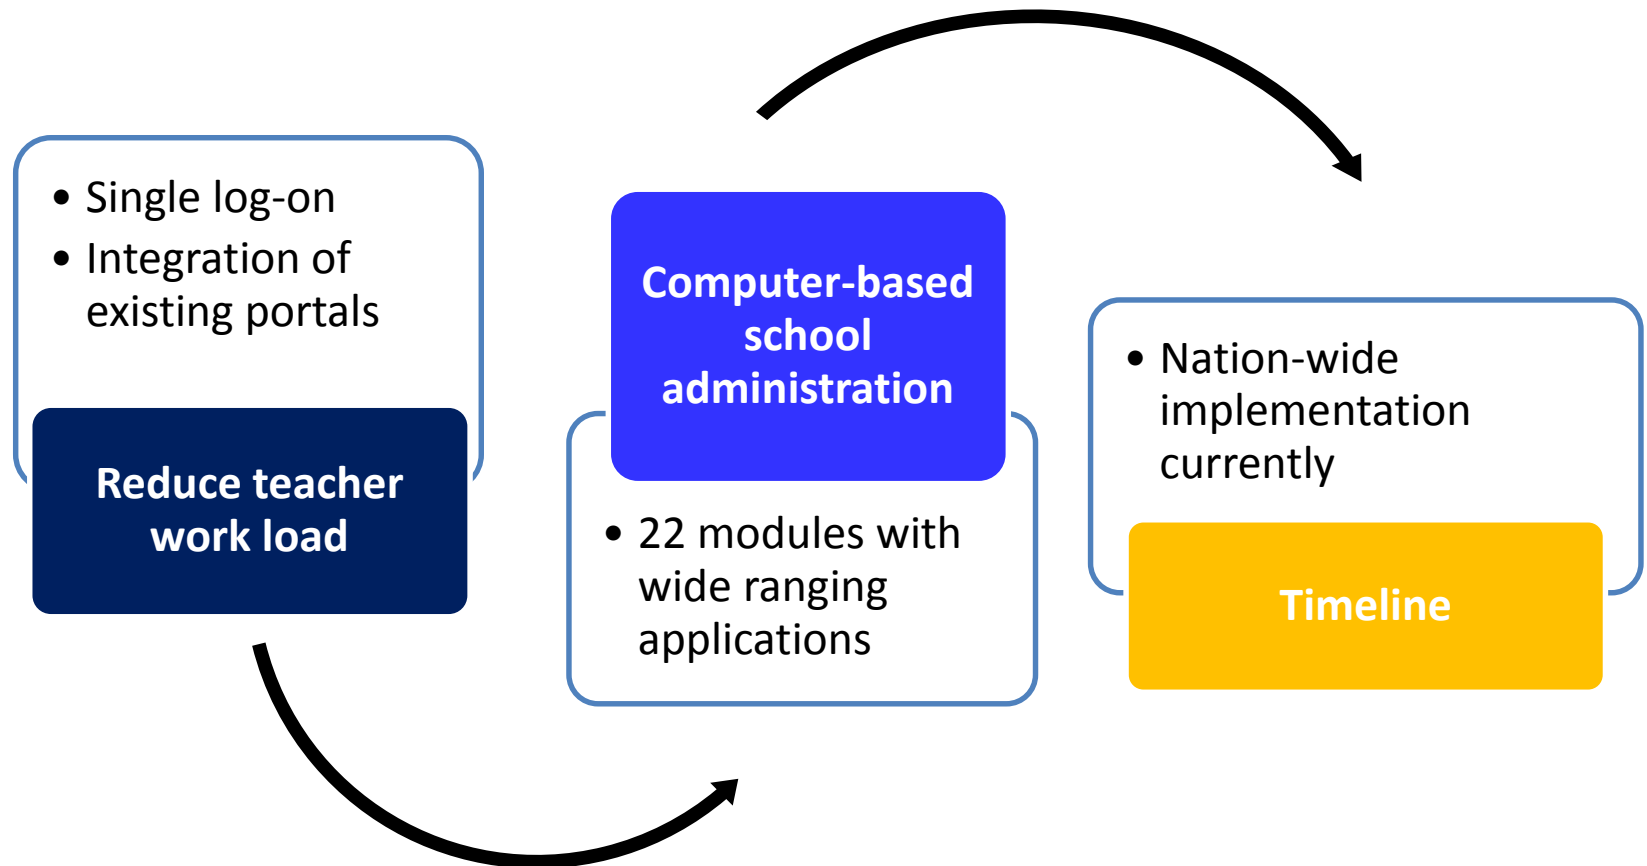 • Single log-on
• Integration of
existing portals
Reduce teacher
work load
Computer-based
school
administration
• 22 modules with
wide ranging
applications
• Nation-wide
implementation
currently
Timeline